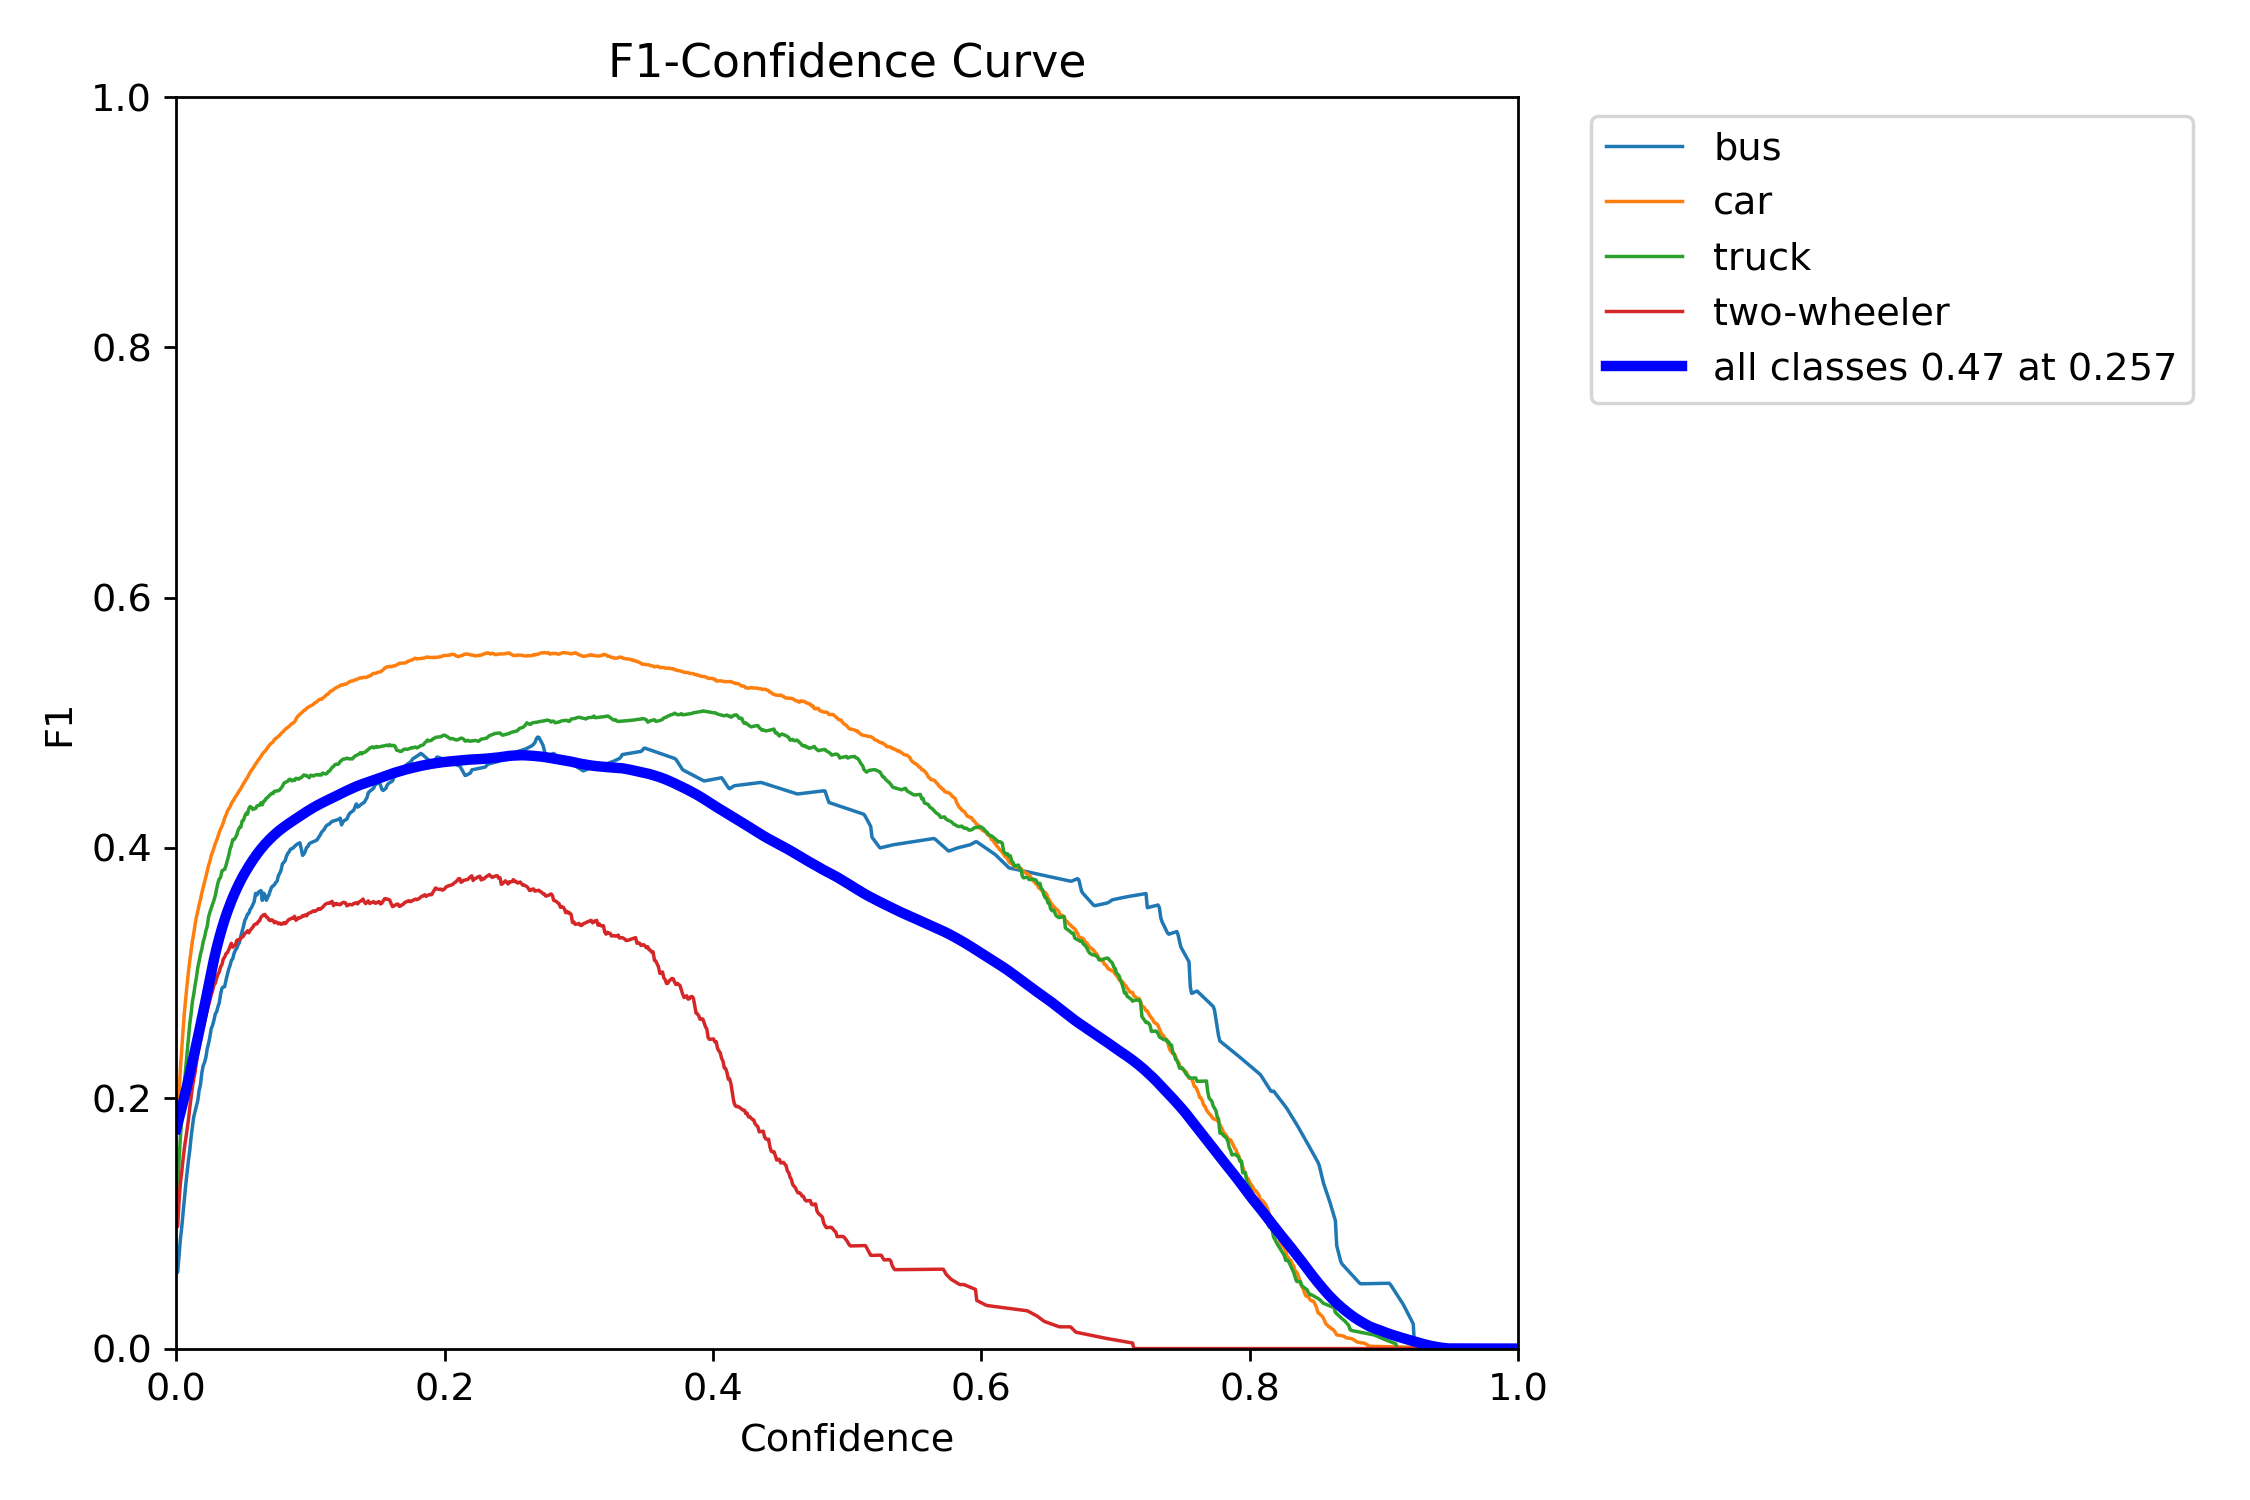 F1-Confidence Curve
1.0
0.8
0.6
0.4
0.2
0.0
F1
0.0 0.2 0.4 0.6 0.8 1.0
Confidence
bus
car
truck
two-wheeler
all classes 0.47 at 0.257